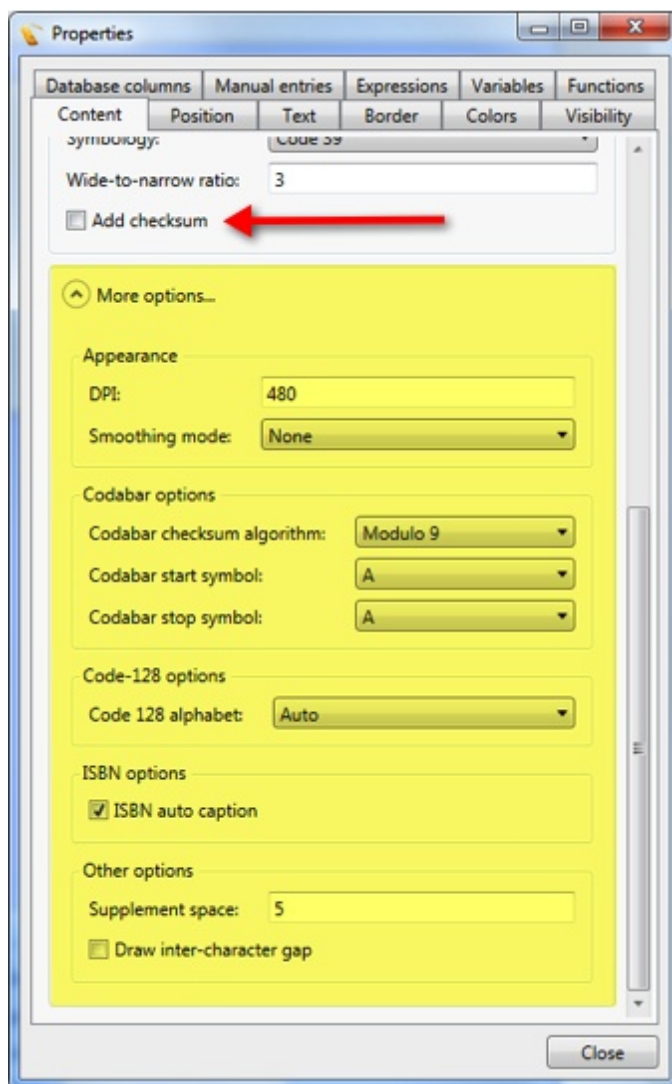 Properties
Database columns Manual entries Expressions Variables Functions
Content Position Text Border Colors Visibility
Symbology: Code 39
Wide-to-narrow ratio: 3
Add checksum
More options...
Appearance
DPI: 480
Smoothing mode: None
Codabar options
Codabar checksum algorithm: Modulo 9
Codabar start symbol: A
Codabar stop symbol: A
Code-128 options
Code 128 alphabet: Auto
ISBN options
ISBN auto caption
Other options
Supplement space: 5
Draw inter-character gap
Close